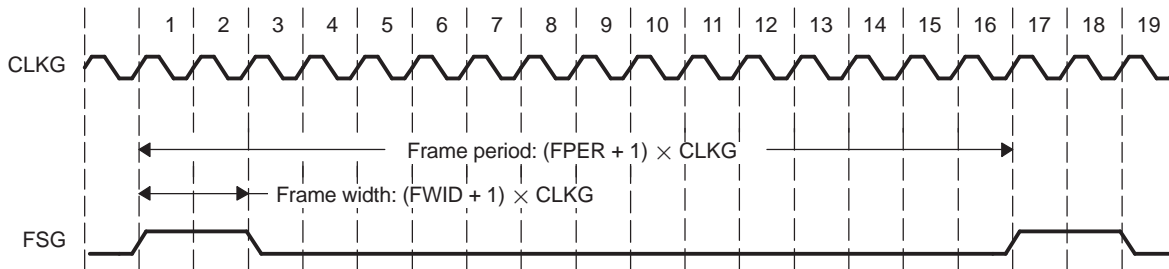 1 2 3 4 5 6 7 8 9 10 11 12 13 14 15 16 17 18 19
CLKG
Frame period: (FPER + 1) × CLKG
Frame width: (FWID + 1) × CLKG
FSG